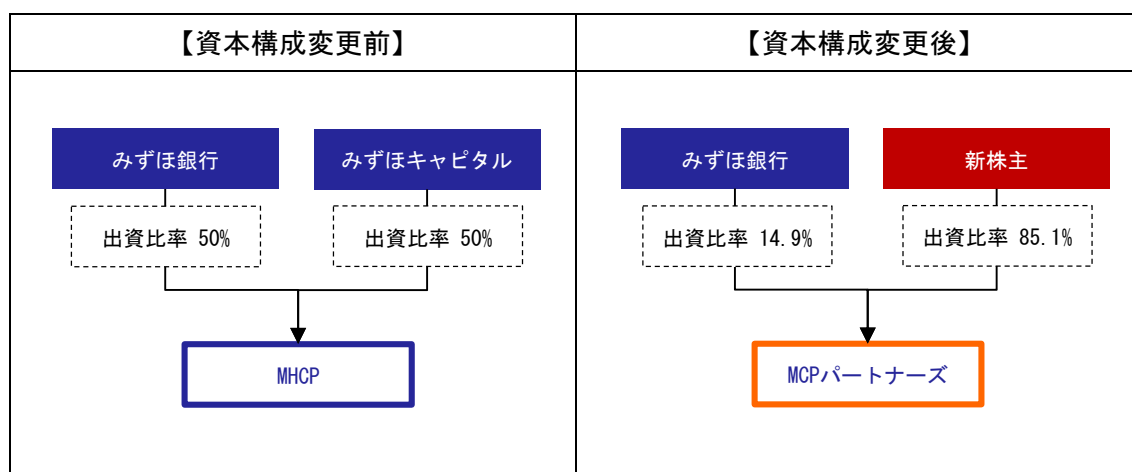 【資本構成変更前】
みずほ銀行
みずほキャピタル
出資比率 50%
出資比率 50%
MHCP
【資本構成変更後】
みずほ銀行
新株主
出資比率 14.9%
出資比率 85.1%
MCPパートナーズ